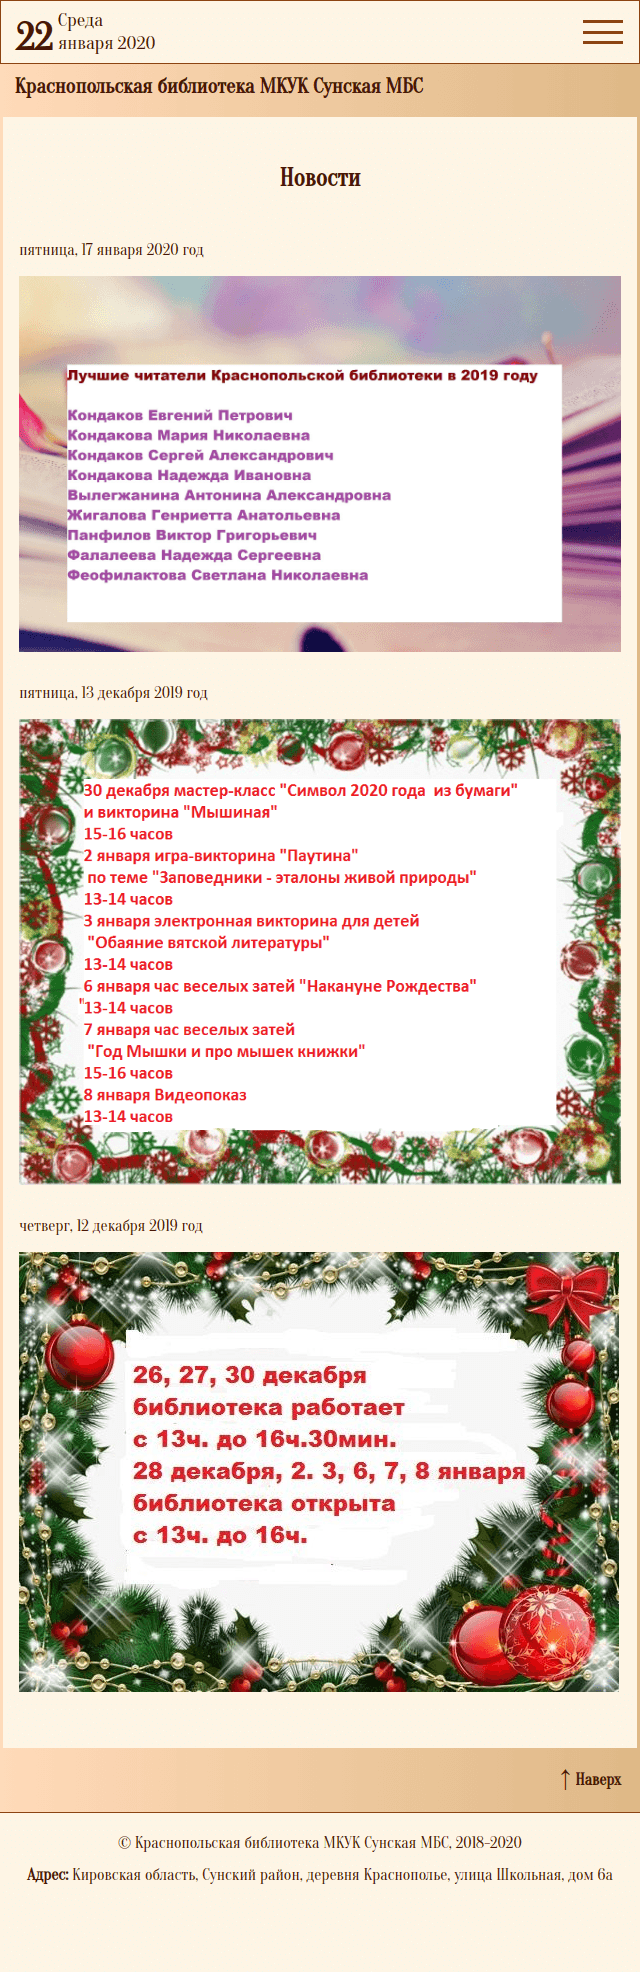 22
Среда
января 2020
Краснопольская библиотека МКУК Сунская МБС
Новости
пятница, 17 января 2020 год
Лучшие читатели Краснопольской библиотеки в 2019 году
Кондаков Евгений Петрович
Кондакова Мария Николаевна
Кондаков Сергей Александрович
Кондакова Надежда Ивановна
Вылегжанина Антонина Александровна
Жигалова Генриетта Анатольевна
Панфилов Виктор Григорьевич
Фалалеева Надежда Сергеевна
Феофилактова Светлана Николаевна
пятница, 13 декабря 2019 год
30 декабря мастер-класс "Символ 2020 года из бумаги"
и викторина "Мышиная"
15-16 часов
2 января игра-викторина "Паутина"
по теме "Заповедники - эталоны живой природы"
13-14 часов
3 января электронная викторина для детей
"Обаяние вятской литературы"
13-14 часов
6 января час веселых затей "Накануне Рождества"
"13-14 часов
7 января час веселых затей
"Год Мышки и про мышек книжки"
15-16 часов
8 января Видеопоказ
13-14 часов
четверг, 12 декабря 2019 год
26, 27, 30 декабря
библиотека работает
с 13ч. до 16ч.30мин.
28 декабря, 2. 3, 6, 7, 8 января
библиотека открыта
с 13ч. до 16ч.
↑ Наверх
© Краснопольская библиотека МКУК Сунская МБС, 2018-2020
Адрес: Кировская область, Сунский район, деревня Краснополье, улица Школьная, дом 6а